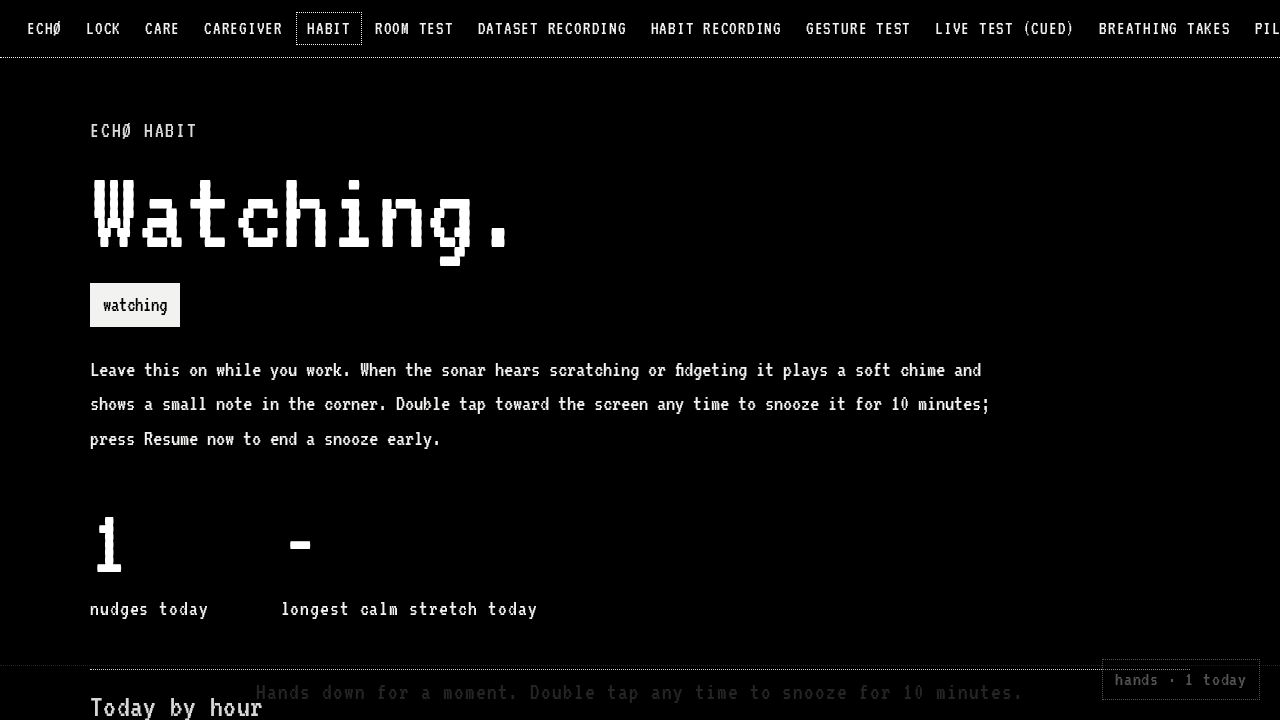 ECHØ LOCK CARE CAREGIVER HABIT ROOM TEST DATASET RECORDING HABIT RECORDING GESTURE TEST LIVE TEST (CUED) BREATHING TAKES PIL
ECHØ HABIT
Watching.
watching
Leave this on while you work. When the sonar hears scratching or fidgeting it plays a soft chime and
shows a small note in the corner. Double tap toward the screen any time to snooze it for 10 minutes;
press Resume now to end a snooze early.
1 -
nudges today longest calm stretch today
hands · 1 today
Hands down for a moment. Double tap any time to snooze for 10 minutes.
Today by hour